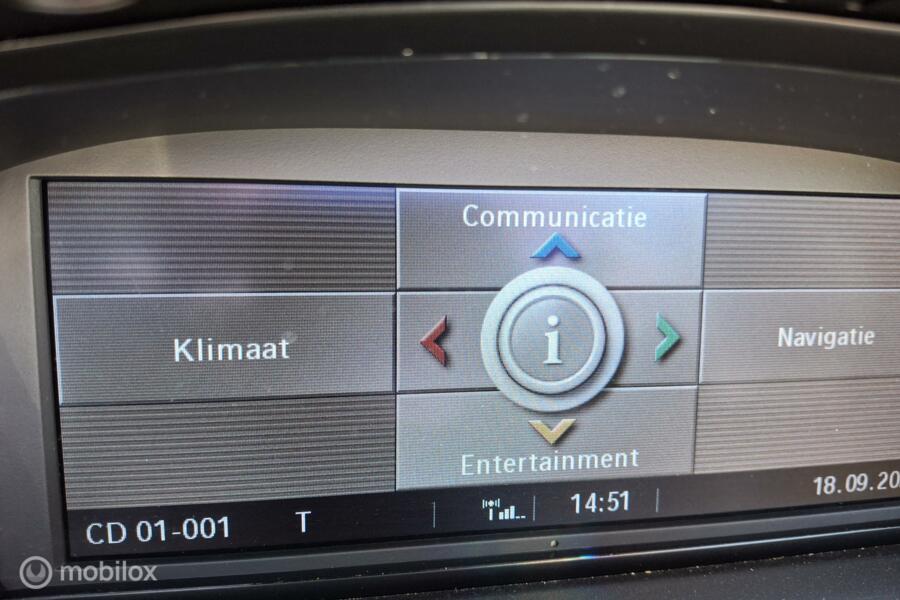 Communicatie
Klimaat
i
Navigatie
Entertainment
CD 01-001 T 14:51 18.09.20
mobilox